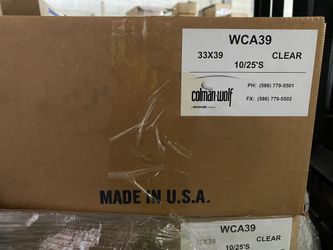 WCA39
33X39 CLEAR
10/25'S
colman-wolf
PH: (586) 779-5501
FX: (586) 779-5502
MADE IN U.S.A.
WCA39
33X39 CLEAR
10/25'S